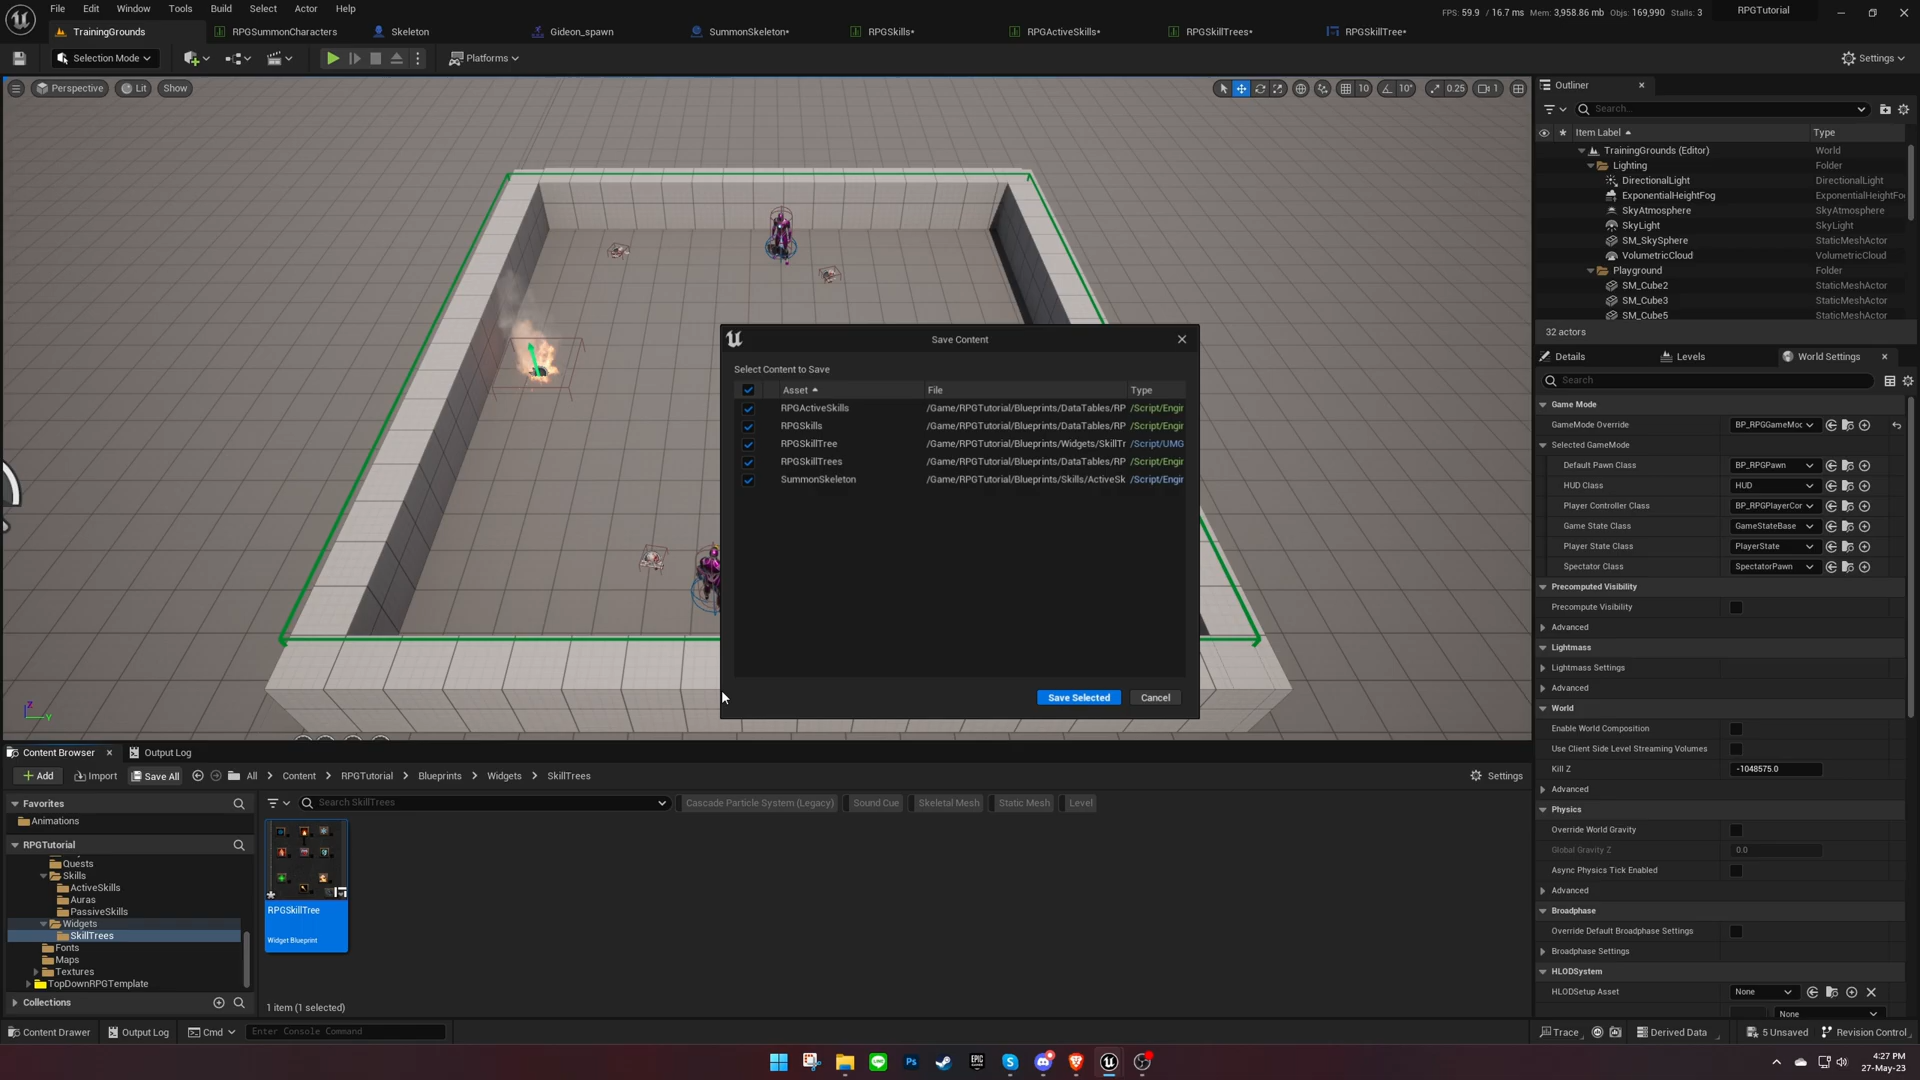 File Edit Window Tools Build Select Actor Help
FPS: 59.9 / 16.7 ms Mem: 3,958.86 mb Objs: 169,990 Stalls: 3
RPGTutorial
TrainingGrounds
RPGSummonCharacters
Skeleton
Gideon_spawn
SummonSkeleton*
RPGSkills*
RPGActiveSkills*
RPGSkillTrees*
RPGSkillTree*
Selection Mode
Platforms
Settings
Perspective
Lit
Show
10
10°
0.25
1
Outliner
Search...
Item Label
Type
TrainingGrounds (Editor) World
Lighting Folder
DirectionalLight DirectionalLight
ExponentialHeightFog ExponentialHeightFo
SkyAtmosphere SkyAtmosphere
SkyLight SkyLight
SM_SkySphere StaticMeshActor
VolumetricCloud VolumetricCloud
Playground Folder
SM_Cube2 StaticMeshActor
SM_Cube3 StaticMeshActor
SM_Cube5 StaticMeshActor
32 actors
Details
Levels
World Settings
Search
Game Mode
GameMode Override BP_RPGGameMoc
Selected GameMode
Default Pawn Class BP_RPGPawn
HUD Class HUD
Player Controller Class BP_RPGPlayerCor
Game State Class GameStateBase
Player State Class PlayerState
Spectator Class SpectatorPawn
Precomputed Visibility
Precompute Visibility
Advanced
Lightmass
Lightmass Settings
Advanced
World
Enable World Composition
Use Client Side Level Streaming Volumes
Kill Z -1048575.0
Advanced
Physics
Override World Gravity
Global Gravity Z 0.0
Async Physics Tick Enabled
Advanced
Broadphase
Override Default Broadphase Settings
Broadphase Settings
HLODSystem
HLODSetup Asset None
None
Save Content
Select Content to Save
Asset File Type
RPGActiveSkills /Game/RPGTutorial/Blueprints/DataTables/RP /Script/Engir
RPGSkills /Game/RPGTutorial/Blueprints/DataTables/RP /Script/Engir
RPGSkillTree /Game/RPGTutorial/Blueprints/Widgets/SkillTr /Script/UMG
RPGSkillTrees /Game/RPGTutorial/Blueprints/DataTables/RP /Script/Engir
SummonSkeleton /Game/RPGTutorial/Blueprints/Skills/ActiveSk /Script/Engir
Save Selected
Cancel
Z
Y
Content Browser
Output Log
Add
Import
Save All
All > Content > RPGTutorial > Blueprints > Widgets > SkillTrees
Settings
Favorites
Animations
RPGTutorial
Quests
Skills
ActiveSkills
Auras
PassiveSkills
Widgets
SkillTrees
Fonts
Maps
Textures
TopDownRPGTemplate
Collections
Search SkillTrees
Cascade Particle System (Legacy)
Sound Cue
Skeletal Mesh
Static Mesh
Level
RPGSkillTree
Widget Blueprint
1 item (1 selected)
Content Drawer
Output Log
Cmd
Enter Console Command
Trace
Derived Data
5 Unsaved
Revision Control
4:27 PM
27-May-23